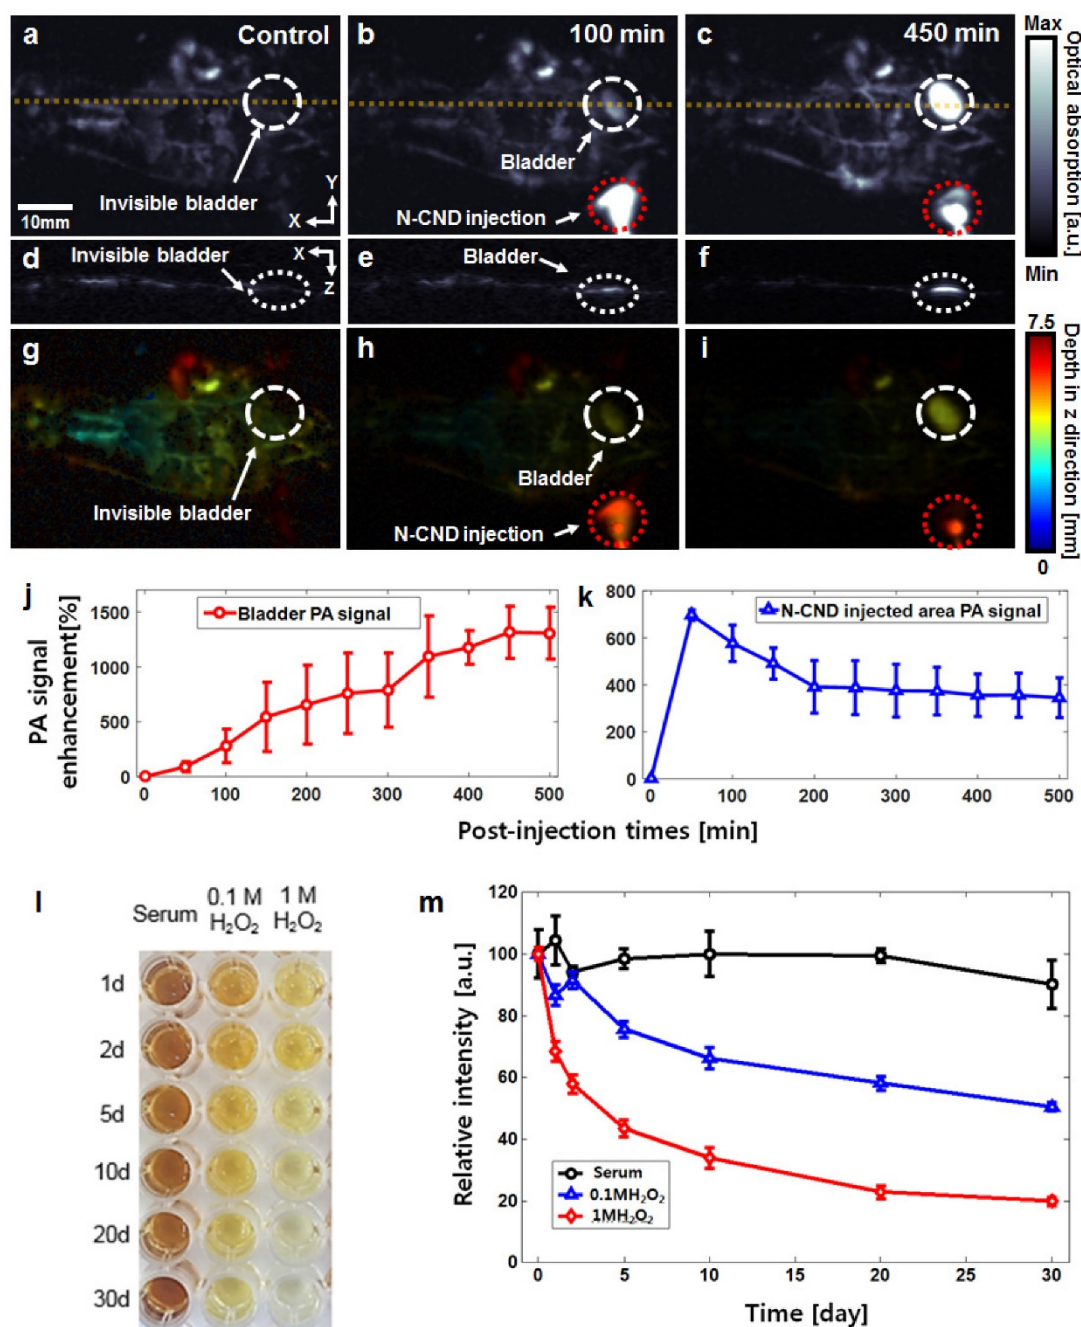 a Control
b 100 min
c 450 min
Max
Optical absorption [a.u.]
Min
Invisible bladder
10mm
Y
X
Bladder
N-CND injection
d Invisible bladder
X
Z
e Bladder
f
g
Invisible bladder
h
Bladder
N-CND injection
i
7.5
Depth in z direction [mm]
0
j
Bladder PA signal
PA signal
enhancement[%]
1500
1000
500
0
0 100 200 300 400 500
k
N-CND injected area PA signal
800
600
400
200
0
0 100 200 300 400 500
Post-injection times [min]
l
Serum
0.1 M
H₂O₂
1 M
H₂O₂
1d
2d
5d
10d
20d
30d
m
Relative intensity [a.u.]
120
100
80
60
40
20
0
Serum
0.1MH₂O₂
1MH₂O₂
0 5 10 15 20 25 30
Time [day]